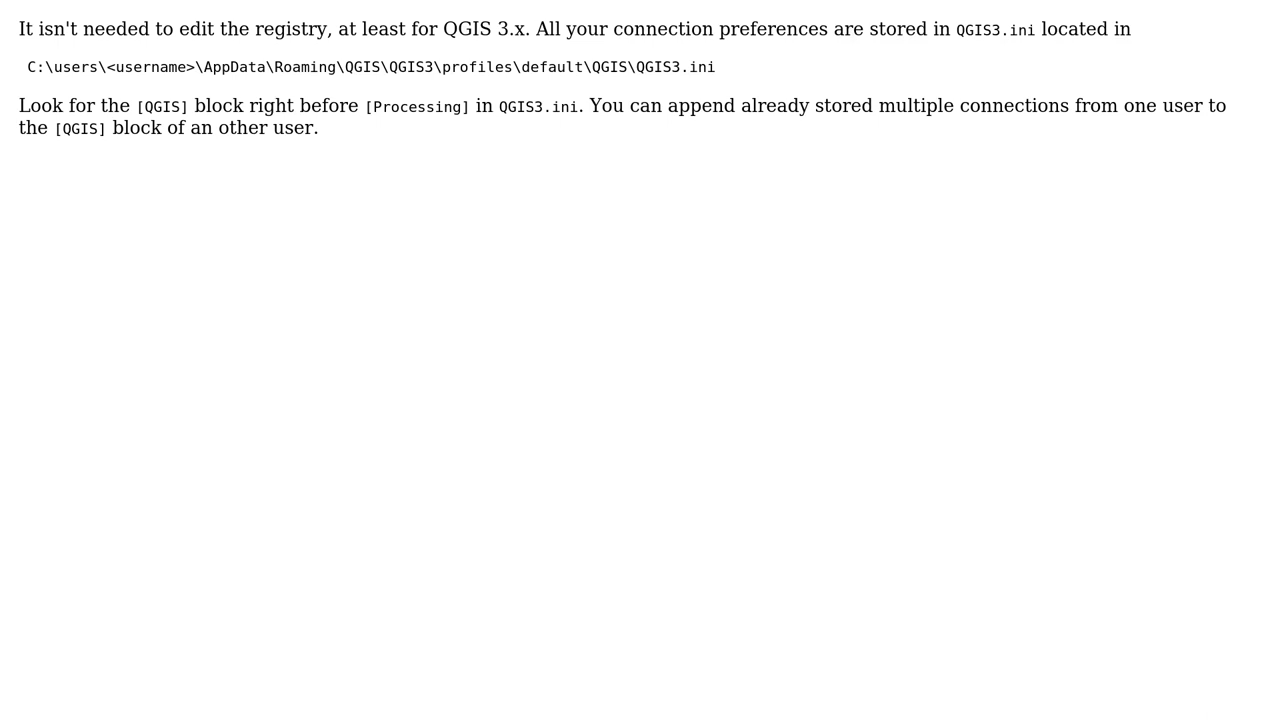 It isn't needed to edit the registry, at least for QGIS 3.x. All your connection preferences are stored in QGIS3.ini located in
C:\users\<username>\AppData\Roaming\QGIS\QGIS3\profiles\default\QGIS\QGIS3.ini
Look for the [QGIS] block right before [Processing] in QGIS3.ini. You can append already stored multiple connections from one user to
the [QGIS] block of an other user.